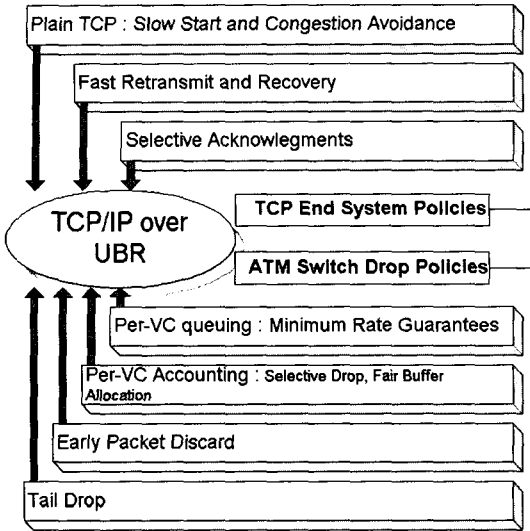 Plain TCP : Slow Start and Congestion Avoidance
Fast Retransmit and Recovery
Selective Acknowlegments
TCP/IP over
UBR
TCP End System Policies
ATM Switch Drop Policies
Per-VC queuing : Minimum Rate Guarantees
Per-VC Accounting : Selective Drop, Fair Buffer
Allocation
Early Packet Discard
Tail Drop